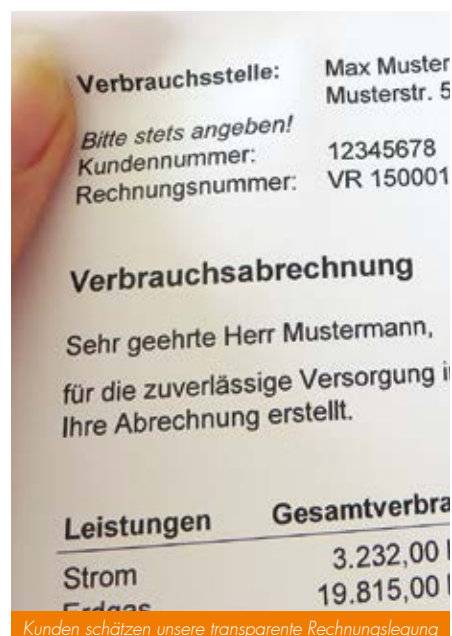 Verbrauchsstelle: Max Muster
Musterstr. 5
Bitte stets angeben!
Kundennummer: 12345678
Rechnungsnummer: VR 150001
Verbrauchsabrechnung
Sehr geehrte Herr Mustermann,
für die zuverlässige Versorgung i
Ihre Abrechnung erstellt.
Leistungen Gesamtverbra
Strom 3.232,00
Erdgas 19.815,00
Kunden schätzen unsere transparente Rechnungslegung